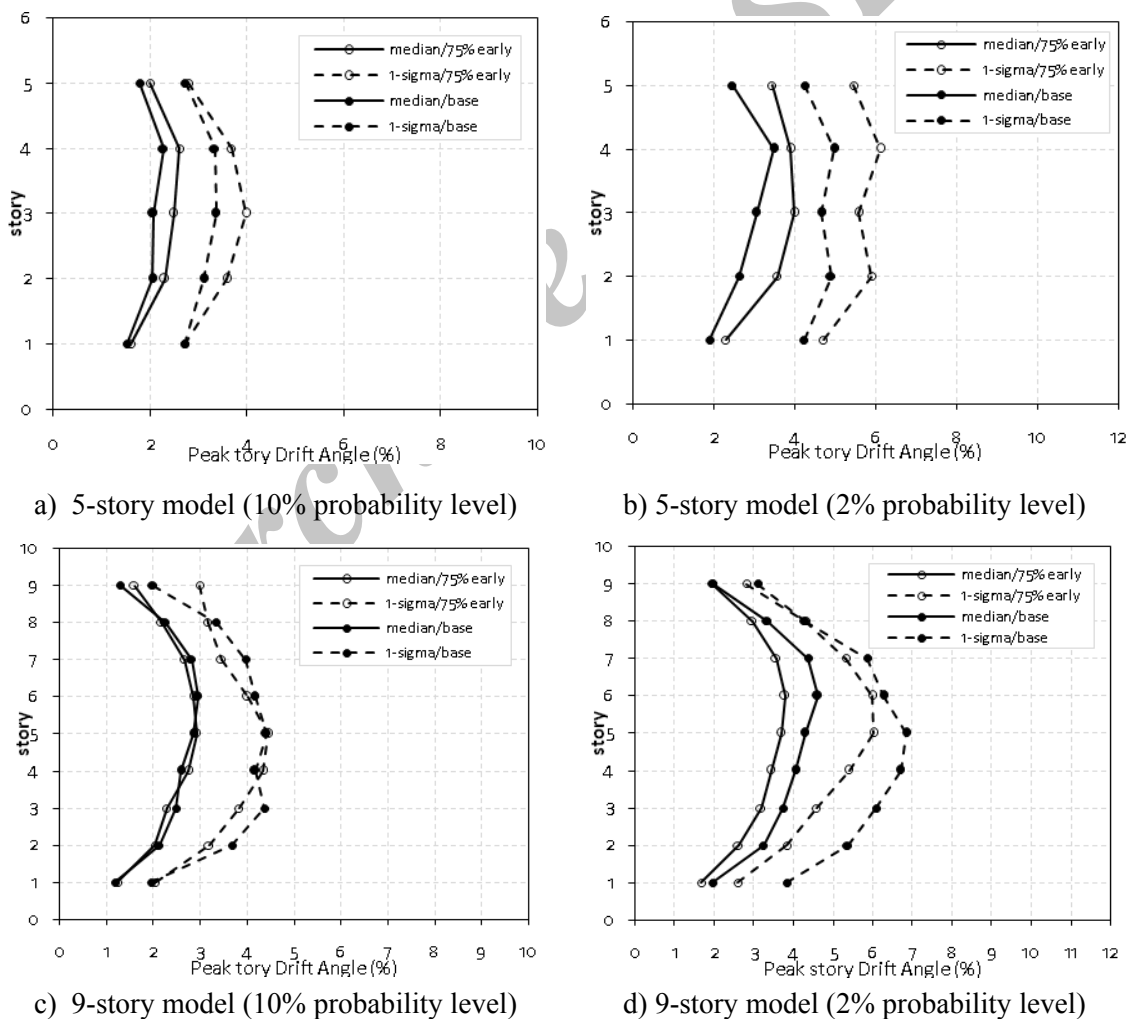 6
5
4
3
2
1
0
story
0 2 4 6 8 10
Peak tory Drift Angle (%)
median/75% early
1-sigma/75% early
median/base
1-sigma/base
a) 5-story model (10% probability level)
6
5
4
3
2
1
0
story
0 2 4 6 8 10 12
Peak tory Drift Angle (%)
median/75% early
1-sigma/75% early
median/base
1-sigma/base
b) 5-story model (2% probability level)
10
9
8
7
6
5
4
3
2
1
0
story
0 1 2 3 4 5 6 7 8 9 10
Peak tory Drift Angle (%)
median/75% early
1-sigma/75% early
median/base
1-sigma/base
c) 9-story model (10% probability level)
10
9
8
7
6
5
4
3
2
1
0
story
0 1 2 3 4 5 6 7 8 9 10 11 12
Peak story Drift Angle (%)
median/75% early
1-sigma/75% early
median/base
1-sigma/base
d) 9-story model (2% probability level)